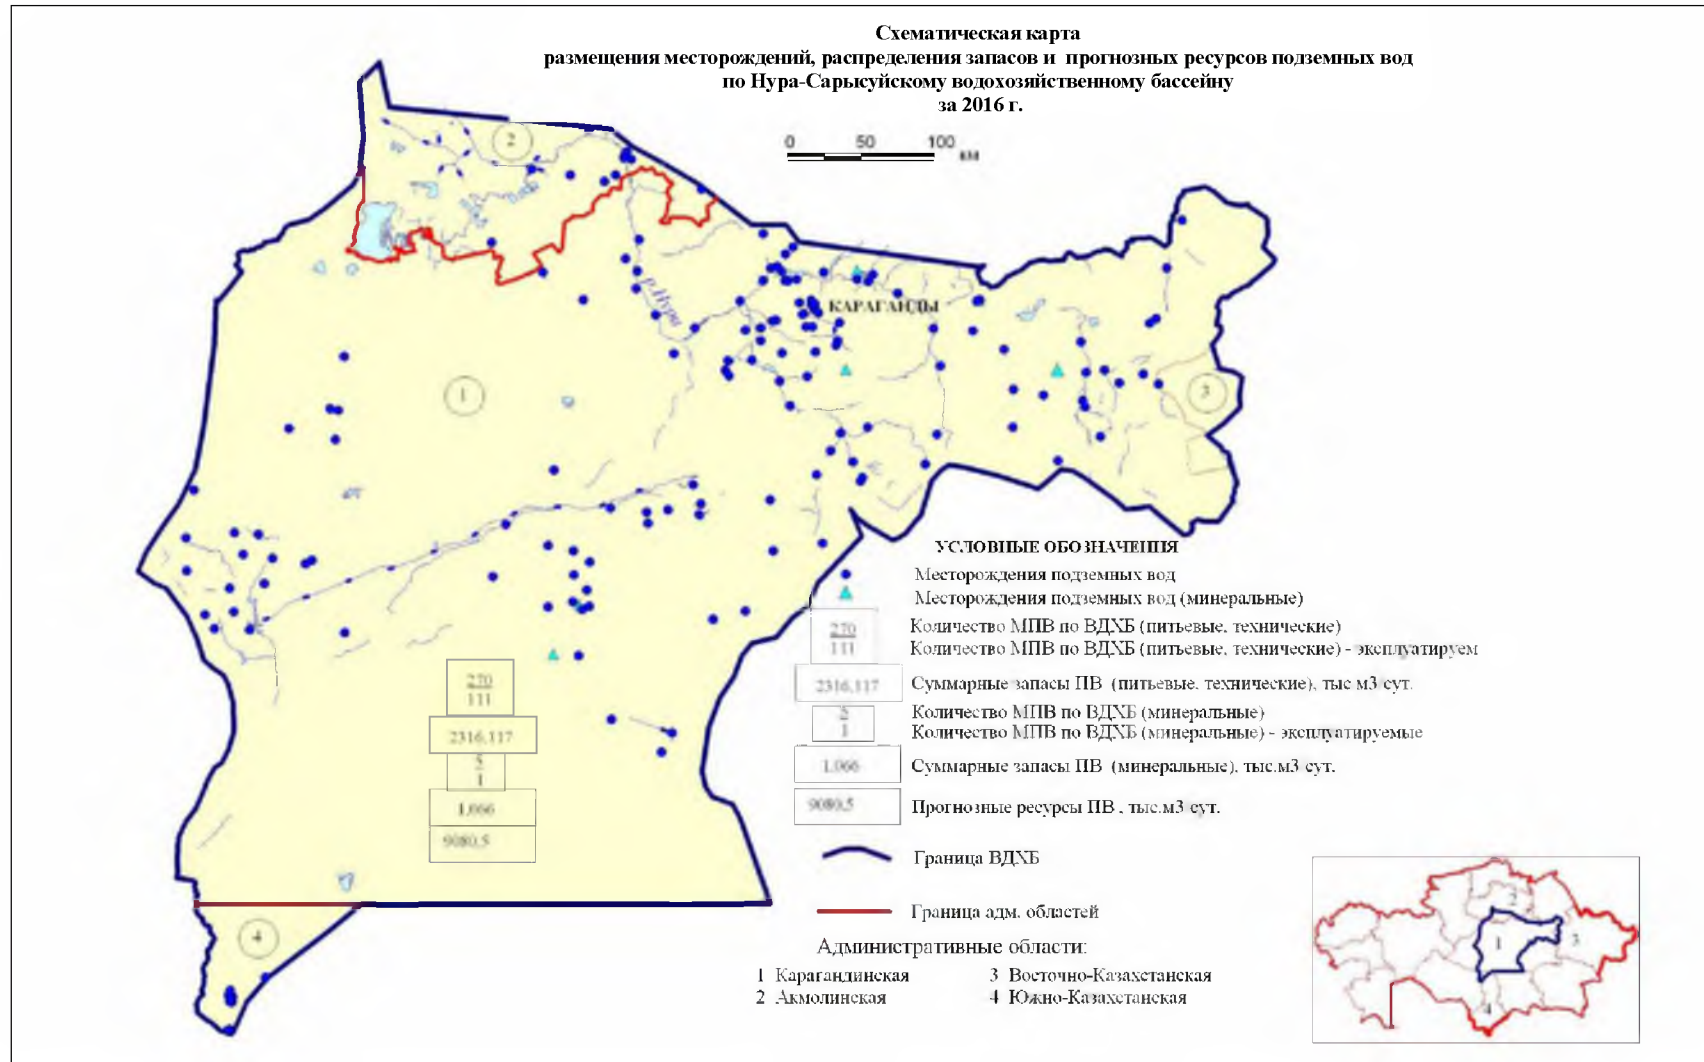 Схематическая карта
размещения месторождений, распределения запасов и прогнозных ресурсов подземных вод
по Нура-Сарысуйскому водохозяйственному бассейну
за 2016 г.
0 50 100
км
2
р.Нура
КАРАГАНДЫ
1
3
УСЛОВНЫЕ ОБОЗНАЧЕНИЯ
Месторождения подземных вод
Месторождения подземных вод (минеральные)
270
111
Количество МПВ по ВДХБ (питьевые, технические)
Количество МПВ по ВДХБ (питьевые, технические) - эксплуатируем
2316.117
Суммарные запасы ПВ (питьевые, технические), тыс м3 сут.
5
1
Количество МПВ по ВДХБ (минеральные)
Количество МПВ по ВДХБ (минеральные) - эксплуатируемые
1.066
Суммарные запасы ПВ (минеральные), тыс.м3 сут.
9080.5
Прогнозные ресурсы ПВ , тыс.м3 сут.
Граница ВДХБ
Граница адм. областей
Административные области:
1 Карагандинская
2 Акмолинская
3 Восточно-Казахстанская
4 Южно-Казахстанская
270
111
2316.117
5
1
1.066
9080.5
4
2
1
3
4